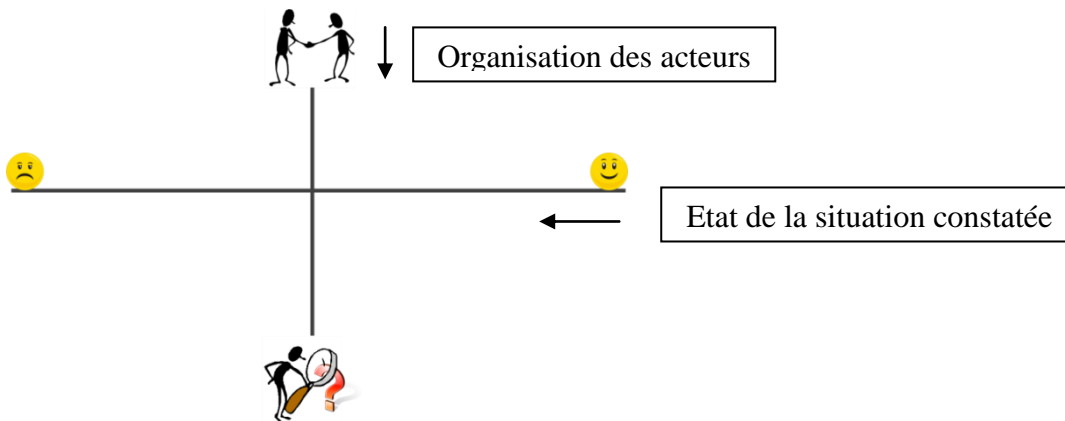 Organisation des acteurs
Etat de la situation constatée